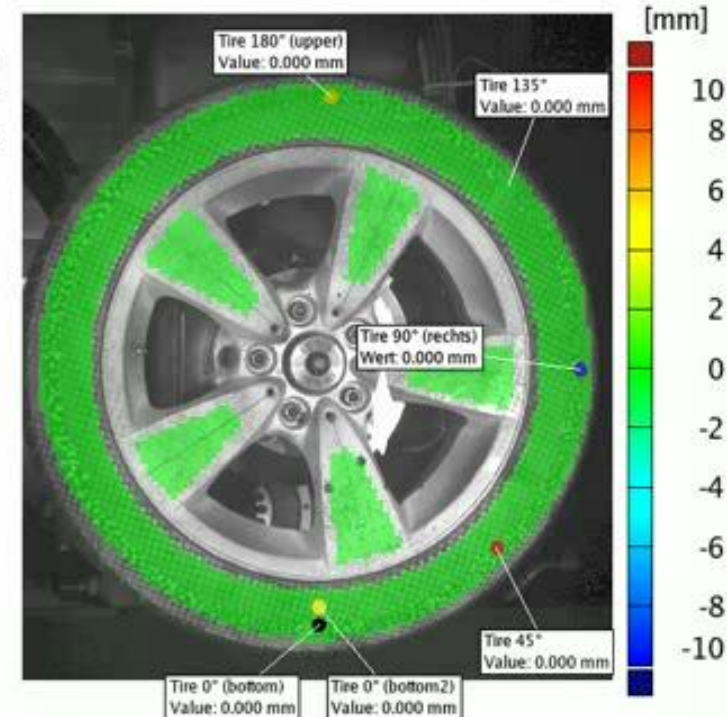 [mm]
Tire 180° (upper)
Value: 0.000 mm
Tire 135°
Value: 0.000 mm
10
8
6
4
2
0
-2
-4
-6
-8
-10
Tire 90° (rechts)
Wert: 0.000 mm
Tire 45°
Value: 0.000 mm
Tire 0° (bottom)
Value: 0.000 mm
Tire 0° (bottom2)
Value: 0.000 mm